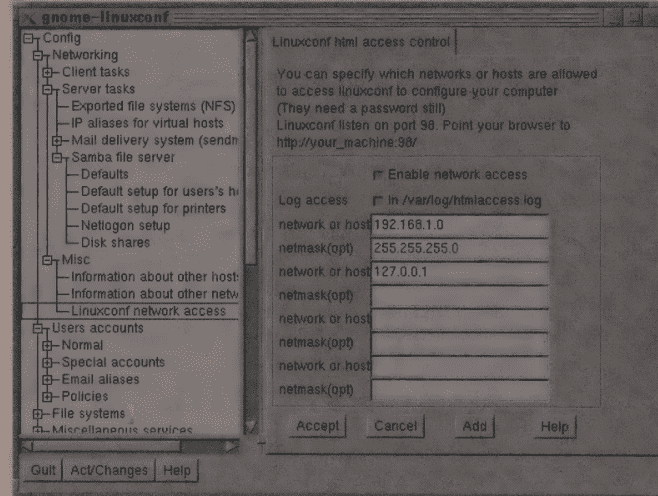 gnome-linuxconf
Config
Networking
Client tasks
Server tasks
Exported file systems (NFS)
IP aliases for virtual hosts
Mail delivery system (sendm
Samba file server
Defaults
Default setup for users's h
Default setup for printers
Netlogon setup
Disk shares
Misc
Information about other hosts
Information about other netw
Linuxconf network access
Users accounts
Normal
Special accounts
Email aliases
Policies
File systems
Miscellaneous services
Quit Act/Changes Help
Linuxconf html access control
You can specify which networks or hosts are allowed
to access linuxconf to configure your computer
(They need a password still)
Linuxconf listen on port 98. Point your browser to
http://your_machine:98/
Enable network access
Log access In /var/log/htmlaccess.log
network or host 192.168.1.0
netmask(opt) 255.255.255.0
network or host 127.0.0.1
netmask(opt)
network or host
netmask(opt)
network or host
netmask(opt)
Accept Cancel Add Help